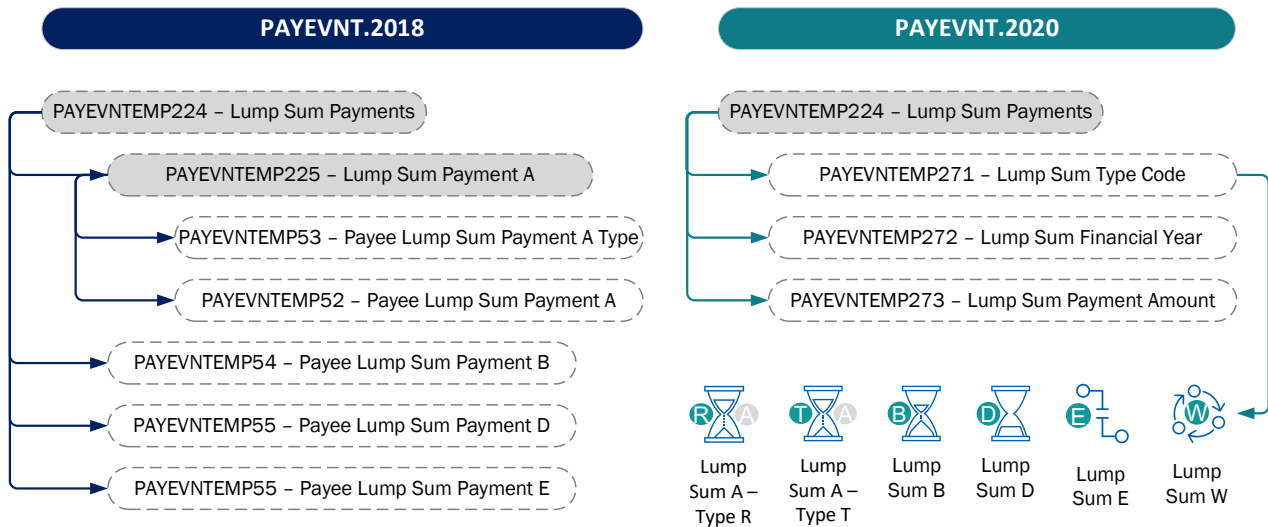 PAYEVNT.2018
PAYEVNTEMP224 – Lump Sum Payments
PAYEVNTEMP225 – Lump Sum Payment A
PAYEVNTEMP53 – Payee Lump Sum Payment A Type
PAYEVNTEMP52 – Payee Lump Sum Payment A
PAYEVNTEMP54 – Payee Lump Sum Payment B
PAYEVNTEMP55 – Payee Lump Sum Payment D
PAYEVNTEMP55 – Payee Lump Sum Payment E
PAYEVNT.2020
PAYEVNTEMP224 – Lump Sum Payments
PAYEVNTEMP271 – Lump Sum Type Code
PAYEVNTEMP272 – Lump Sum Financial Year
PAYEVNTEMP273 – Lump Sum Payment Amount
R A
Lump
Sum A –
Type R
T A
Lump
Sum A –
Type T
B
Lump
Sum B
D
Lump
Sum D
E
Lump
Sum E
W
Lump
Sum W